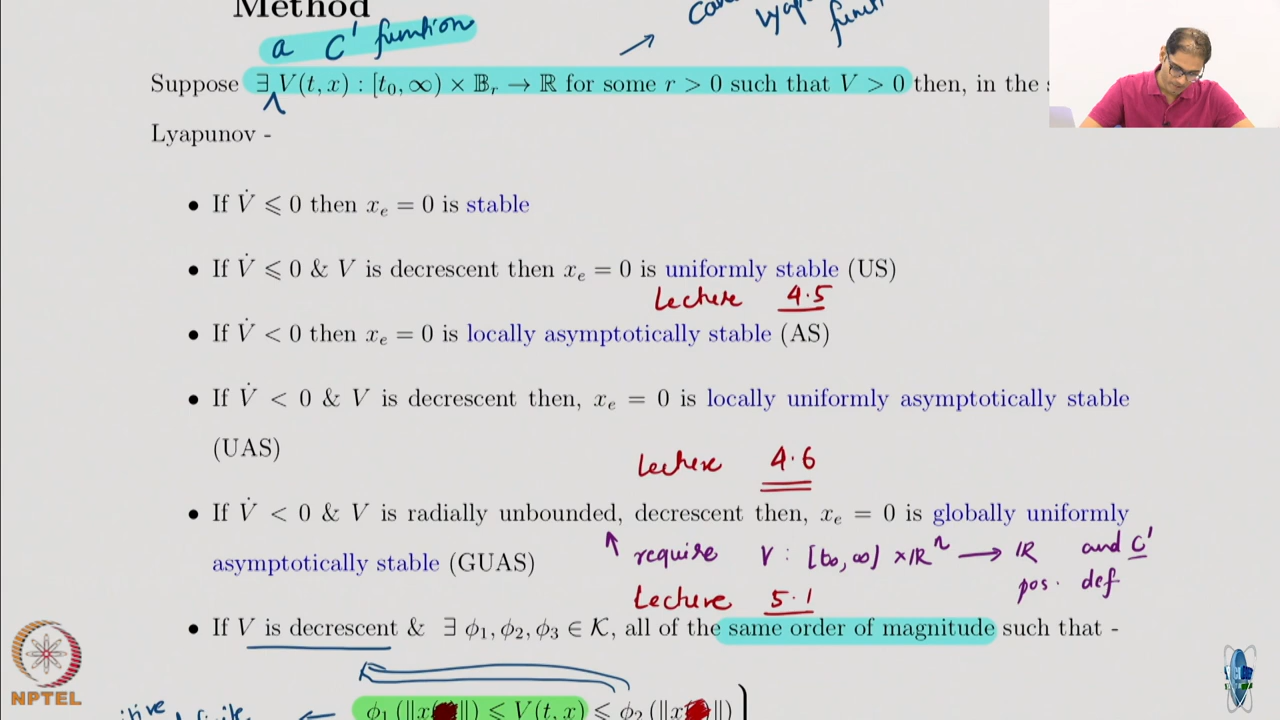 Method
a C' function
Suppose ∃ V(t, x) : [t₀, ∞) × 𝔹ᵣ → ℝ for some r > 0 such that V > 0 then, in the
Lyapunov -
• If V̇ ⩽ 0 then xₑ = 0 is stable
• If V̇ ⩽ 0 & V is decrescent then xₑ = 0 is uniformly stable (US)
Lecture 4.5
• If V̇ < 0 then xₑ = 0 is locally asymptotically stable (AS)
• If V̇ < 0 & V is decrescent then, xₑ = 0 is locally uniformly asymptotically stable
(UAS)
Lecture 4.6
• If V̇ < 0 & V is radially unbounded, decrescent then, xₑ = 0 is globally uniformly
asymptotically stable (GUAS)
require V : [t₀, ∞] × ℝⁿ → ℝ and C'
pos. def
Lecture 5.1
• If V is decrescent & ∃ ϕ₁, ϕ₂, ϕ₃ ∈ 𝒦, all of the same order of magnitude such that -
ϕ₁(||x||) ⩽ V(t, x) ⩽ ϕ₂(||x||)
NPTEL